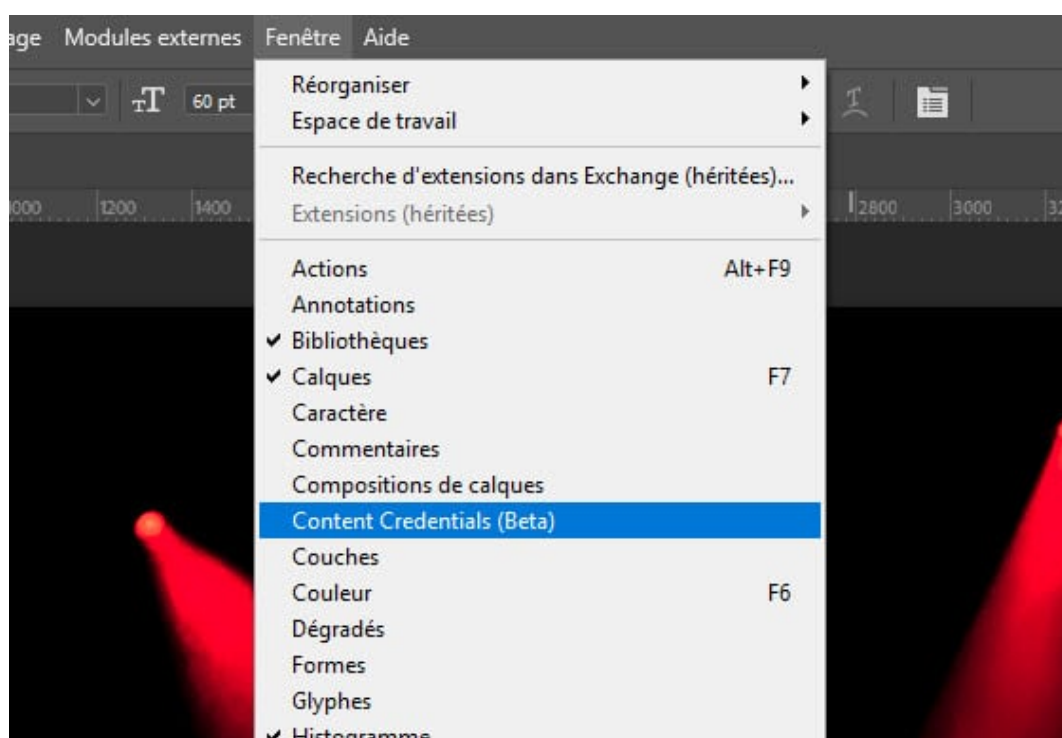 Modules externes Fenêtre Aide
60 pt
Réorganiser
Espace de travail
Recherche d'extensions dans Exchange (héritées)...
Extensions (héritées)
1200 1400 2800 3000
Actions Alt+F9
Annotations
Bibliothèques
Calques F7
Caractère
Commentaires
Compositions de calques
Content Credentials (Beta)
Couches
Couleur F6
Dégradés
Formes
Glyphes
Histogramme